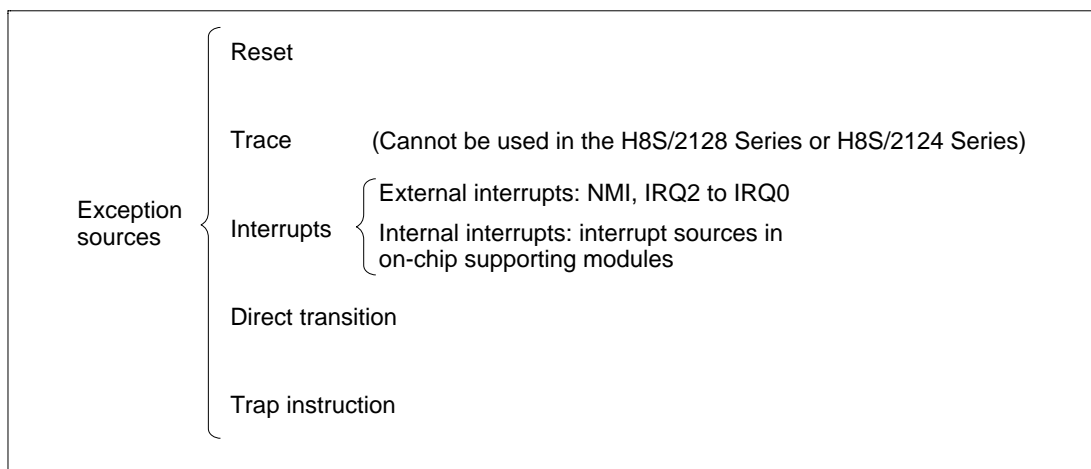 Reset
Trace (Cannot be used in the H8S/2128 Series or H8S/2124 Series)
External interrupts: NMI, IRQ2 to IRQ0
Exception
sources
Interrupts
Internal interrupts: interrupt sources in
on-chip supporting modules
Direct transition
Trap instruction